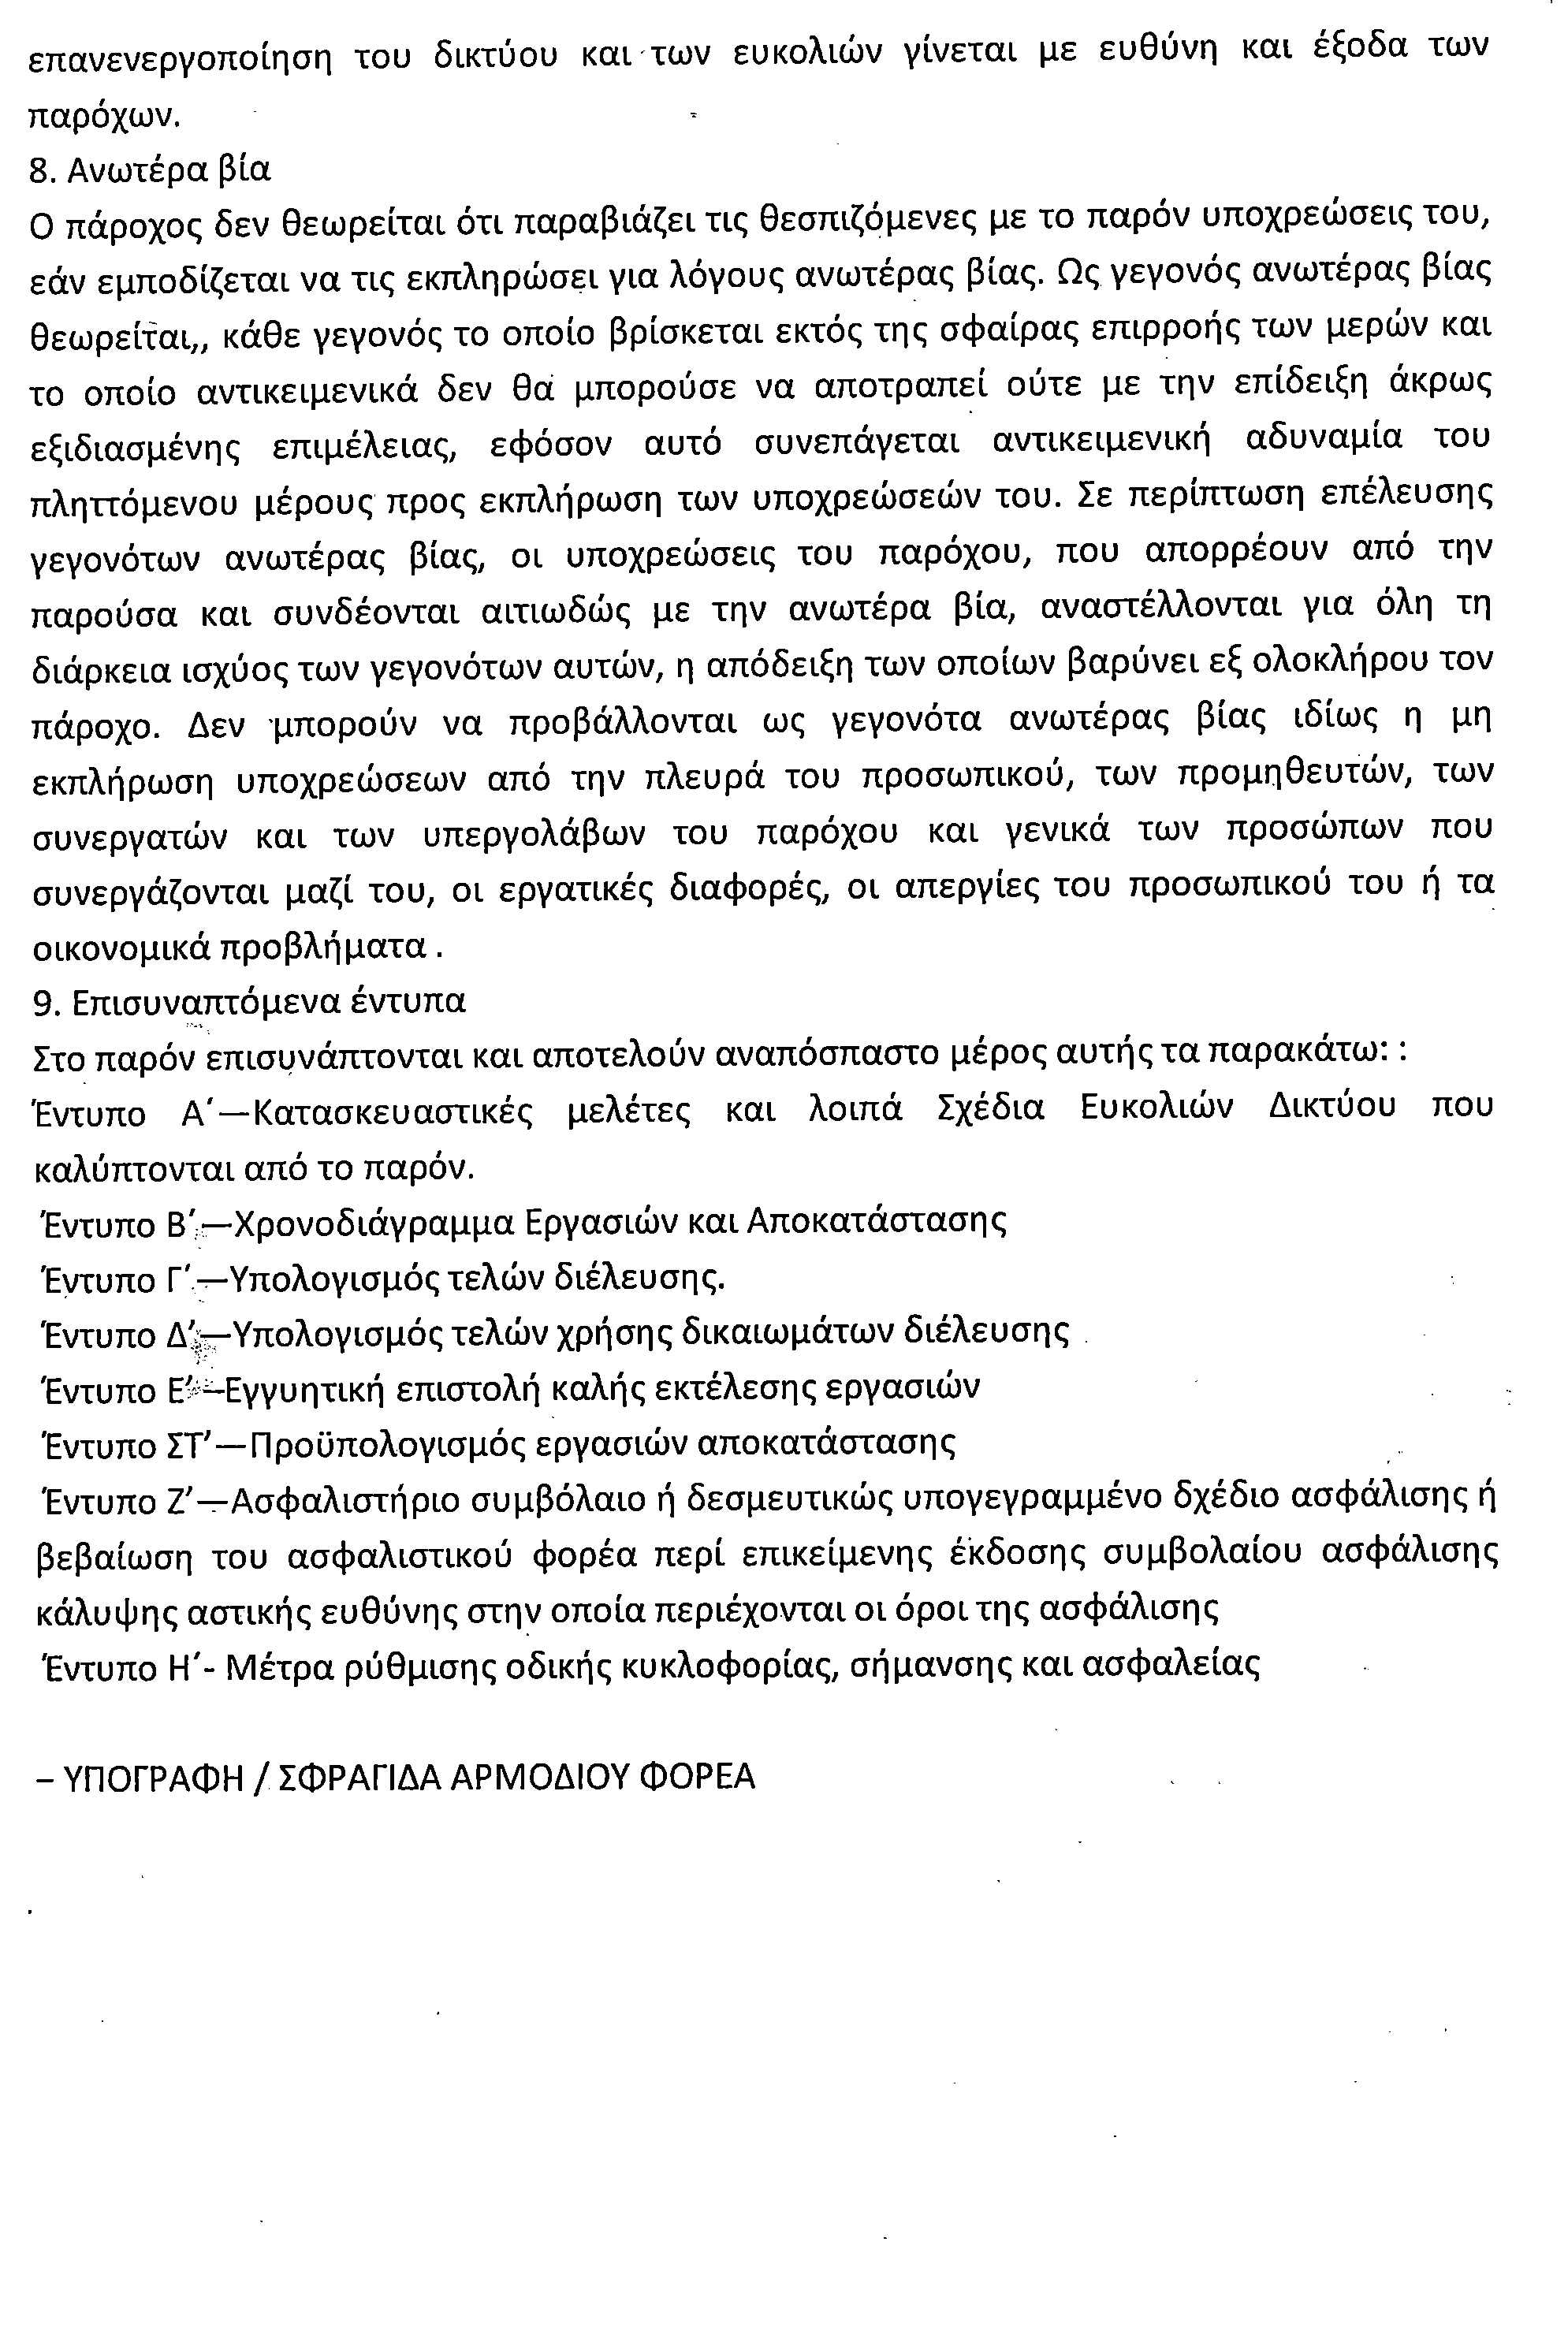 επανενεργοποίηση του δικτύου και των ευκολιών γίνεται με ευθύνη και έξοδα των
παρόχων.
8. Ανωτέρα βία
Ο πάροχος δεν θεωρείται ότι παραβιάζει τις θεσπιζόμενες με το παρόν υποχρεώσεις του,
εάν εμποδίζεται να τις εκπληρώσει για λόγους ανωτέρας βίας. Ως γεγονός ανωτέρας βίας
θεωρείται,, κάθε γεγονός το οποίο βρίσκεται εκτός της σφαίρας επιρροής των μερών και
το οποίο αντικειμενικά δεν θα μπορούσε να αποτραπεί ούτε με την επίδειξη άκρως
εξιδιασμένης επιμέλειας, εφόσον αυτό συνεπάγεται αντικειμενική αδυναμία του
πληττόμενου μέρους προς εκπλήρωση των υποχρεώσεών του. Σε περίπτωση επέλευσης
γεγονότων ανωτέρας βίας, οι υποχρεώσεις του παρόχου, που απορρέουν από την
παρούσα και συνδέονται αιτιωδώς με την ανωτέρα βία, αναστέλλονται για όλη τη
διάρκεια ισχύος των γεγονότων αυτών, η απόδειξη των οποίων βαρύνει εξ ολοκλήρου τον
πάροχο. Δεν μπορούν να προβάλλονται ως γεγονότα ανωτέρας βίας ιδίως η μη
εκπλήρωση υποχρεώσεων από την πλευρά του προσωπικού, των προμηθευτών, των
συνεργατών και των υπεργολάβων του παρόχου και γενικά των προσώπων που
συνεργάζονται μαζί του, οι εργατικές διαφορές, οι απεργίες του προσωπικού του ή τα
οικονομικά προβλήματα .
9. Επισυναπτόμενα έντυπα
Στο παρόν επισυνάπτονται και αποτελούν αναπόσπαστο μέρος αυτής τα παρακάτω: :
Έντυπο Α΄—Κατασκευαστικές μελέτες και λοιπά Σχέδια Ευκολιών Δικτύου που
καλύπτονται από το παρόν.
Έντυπο Β΄—Χρονοδιάγραμμα Εργασιών και Αποκατάστασης
Έντυπο Γ΄—Υπολογισμός τελών διέλευσης.
Έντυπο Δ΄—Υπολογισμός τελών χρήσης δικαιωμάτων διέλευσης
Έντυπο Ε΄—Εγγυητική επιστολή καλής εκτέλεσης εργασιών
Έντυπο ΣΤ΄—Προϋπολογισμός εργασιών αποκατάστασης
Έντυπο Ζ΄—Ασφαλιστήριο συμβόλαιο ή δεσμευτικώς υπογεγραμμένο δχέδιο ασφάλισης ή
βεβαίωση του ασφαλιστικού φορέα περί επικείμενης έκδοσης συμβολαίου ασφάλισης
κάλυψης αστικής ευθύνης στην οποία περιέχονται οι όροι της ασφάλισης
Έντυπο Η΄- Μέτρα ρύθμισης οδικής κυκλοφορίας, σήμανσης και ασφαλείας
– ΥΠΟΓΡΑΦΗ / ΣΦΡΑΓΙΔΑ ΑΡΜΟΔΙΟΥ ΦΟΡΕΑ